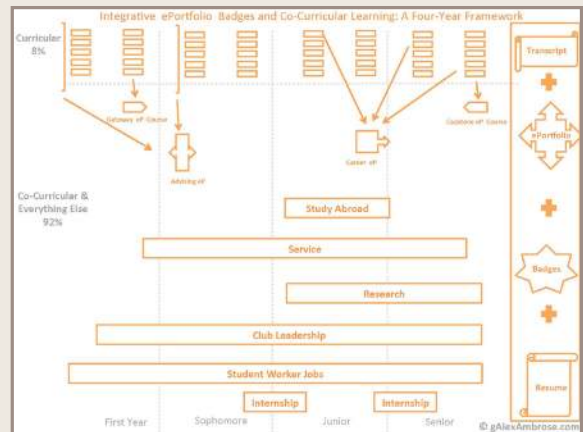 Integrative ePortfolio Badges and Co-Curricular Learning: A Four-Year Framework
Curricular
8%
Transcript
Gateway eP Course
Capstone eP Course
ePortfolio
Advising eP
Career eP
Co-Curricular &
Everything Else
92%
Study Abroad
Service
Badges
Research
Club Leadership
Student Worker Jobs
Internship
Internship
Resume
First Year
Sophomore
Junior
Senior
© gAlexAmbrose.com